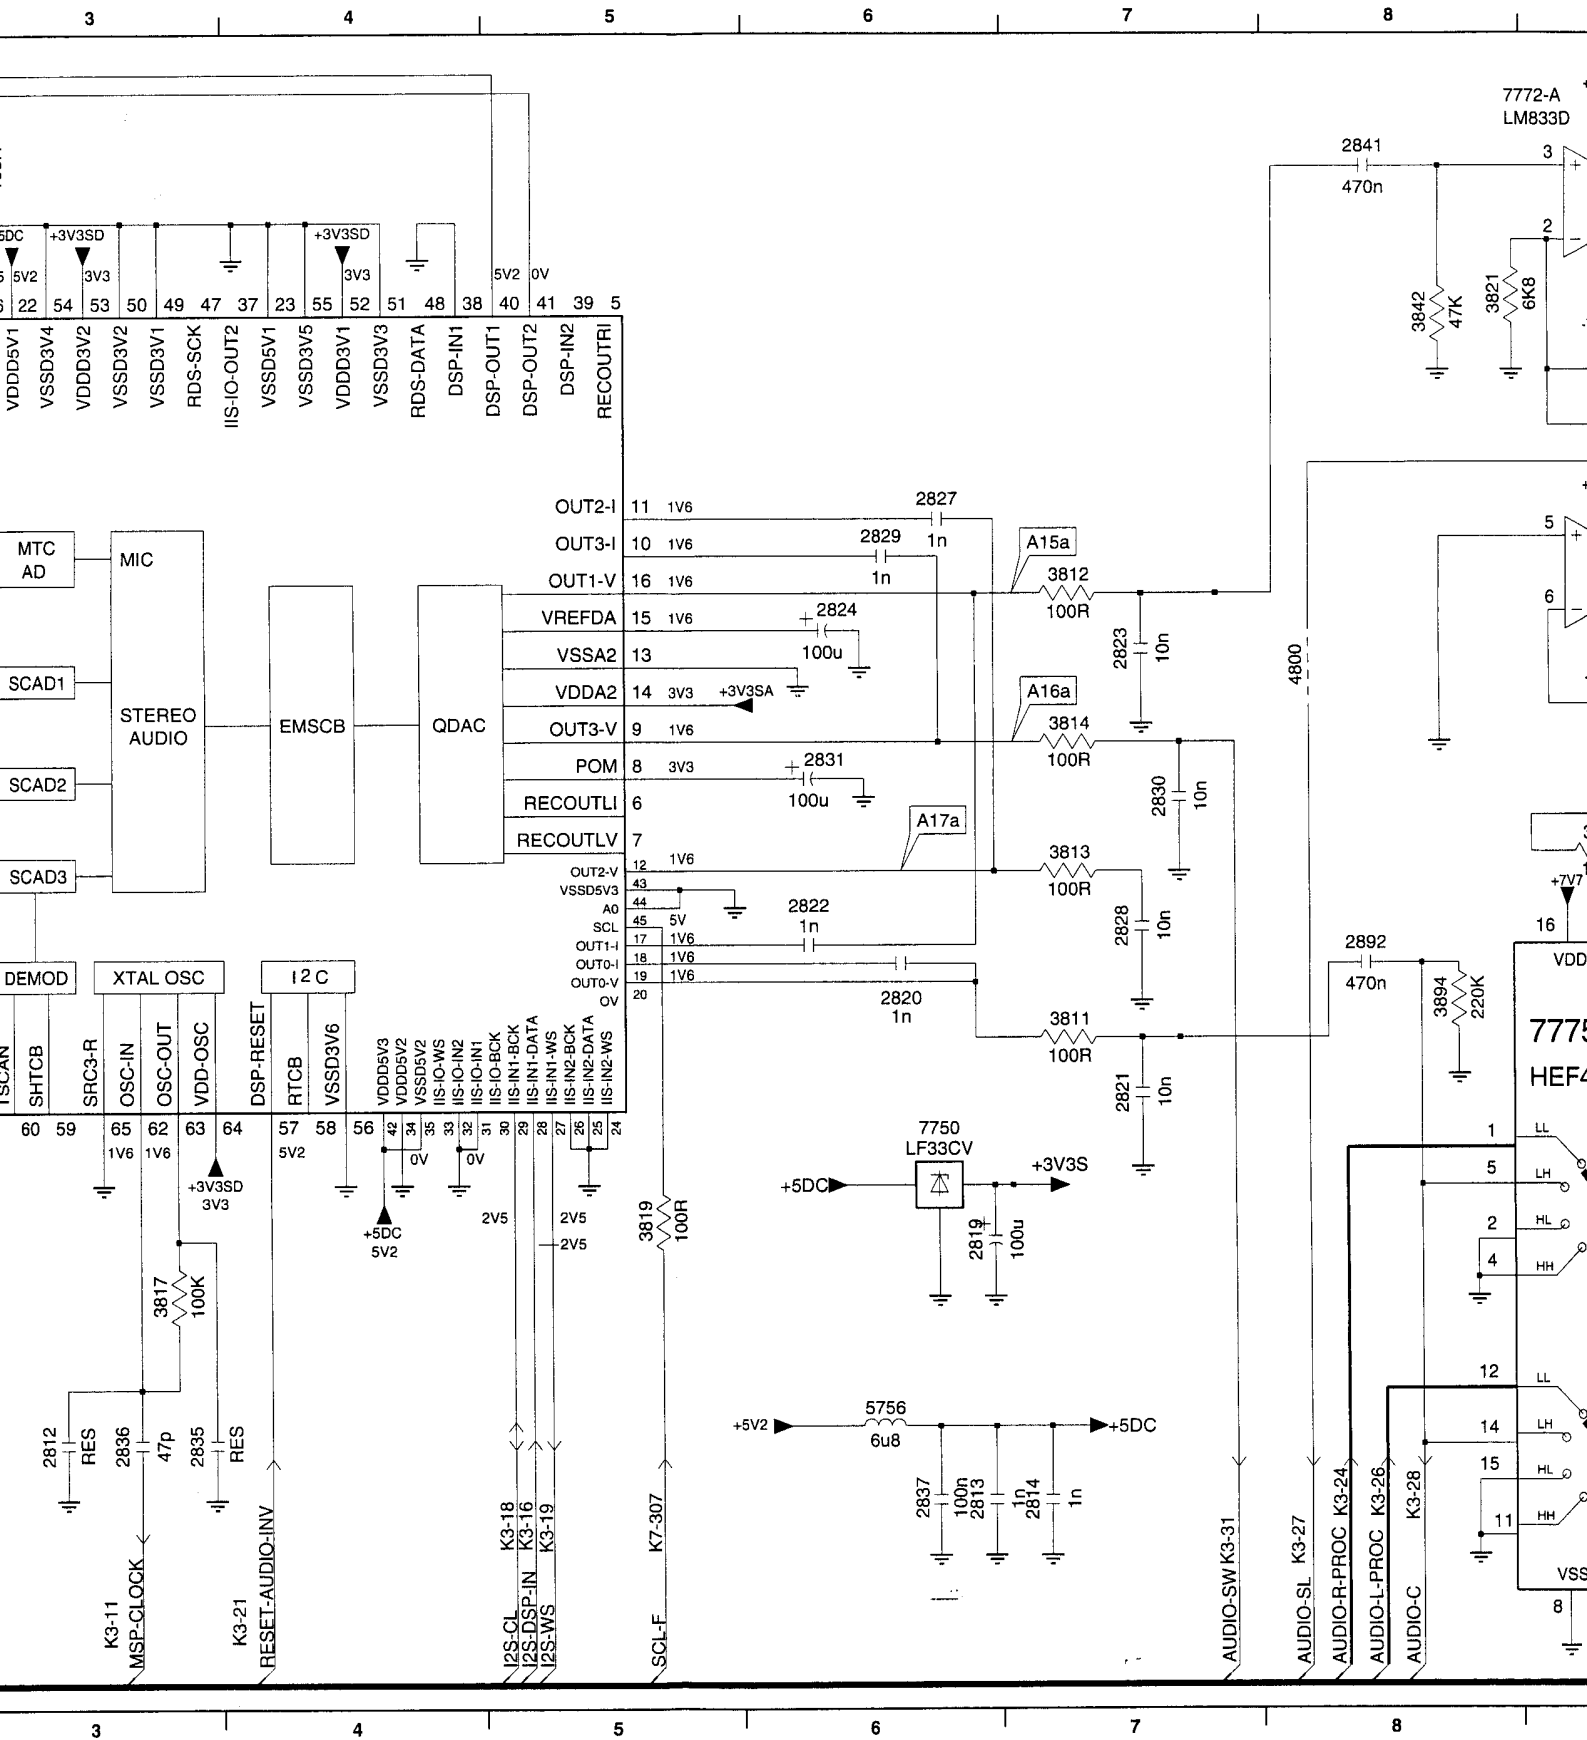 3 4 5 6 7 8
7772-A
LM833D
2841
470n
3
+
2
3842
47K
3821
6K8
5DC
+3V3SD
+3V3SD
5V2
3V3
3V3
5V2 0V
22 54 53 50 49 47 37 23 55 52 51 48 38 40 41 39 5
VDDD5V1
VSSD3V4
VDDD3V2
VSSD3V2
VSSD3V1
RDS-SCK
IIS-IO-OUT2
VSSD5V1
VSSD3V5
VDDD3V1
VSSD3V3
RDS-DATA
DSP-IN1
DSP-OUT1
DSP-OUT2
DSP-IN2
RECOUTRI
OUT2-I 11 1V6
2827
1n
OUT3-I 10 1V6
2829
1n
OUT1-V 16 1V6
A15a
3812
100R
VREFDA 15 1V6
+ 2824
100u
2823
10n
VSSA2 13
VDDA2 14 3V3 +3V3SA
A16a
OUT3-V 9 1V6
3814
100R
POM 8 3V3
+ 2831
100u
2830
10n
RECOUTLI 6
RECOUTLV 7
A17a
OUT2-V 12 1V6
3813
100R
VSSD5V3 43
A0 44
SCL 45 5V
2822
1n
2828
10n
OUT1-I 17 1V6
OUT0-I 18 1V6
OUT0-V 19 1V6
0V 20
2820
1n
3811
100R
2821
10n
MTC
AD
MIC
SCAD1
STEREO
AUDIO
EMSCB
QDAC
SCAD2
SCAD3
DEMOD
XTAL OSC
I2C
4800
5
+
6
+7V7
16
VDD
2892
470n
3894
220K
7775
HEF4
TSCAN
SHTCB
SRC3-R
OSC-IN
OSC-OUT
VDD-OSC
DSP-RESET
RTCB
VSSD3V6
VDDD5V3
VDDD5V2
VSSD5V2
IIS-IO-WS
IIS-IO-IN2
IIS-IO-IN1
IIS-IO-BCK
IIS-IN1-BCK
IIS-IN1-DATA
IIS-IN1-WS
IIS-IN2-BCK
IIS-IN2-DATA
IIS-IN2-WS
60 59 65 62 63 64 57 58 56 42 34 35 33 32 31 30 29 28 27 26 25 24
1V6 1V6 5V2 0V 0V
+3V3SD
3V3
+5DC
5V2
2V5 2V5
2V5
3819
100R
7750
LF33CV
+5DC
+3V3S
2819
+
100u
1 LL
5 LH
2 HL
4 HH
3817
100K
2812
RES
2836
47p
2835
RES
+5V2
5756
6u8
+5DC
2837
100n
2813
1n
2814
1n
12 LL
14 LH
15 HL
11 HH
VSS
8
K3-11
MSP-CLOCK
K3-21
RESET-AUDIO-INV
I2S-CL K3-18
I2S-DSP-IN K3-16
I2S-WS K3-19
SCL-F K7-307
AUDIO-SW K3-31
AUDIO-SL K3-27
AUDIO-R-PROC K3-24
AUDIO-L-PROC K3-26
AUDIO-C K3-28
3 4 5 6 7 8